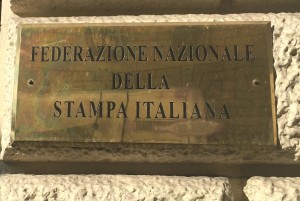 FEDERAZIONE NAZIONALE
DELLA
STAMPA ITALIANA